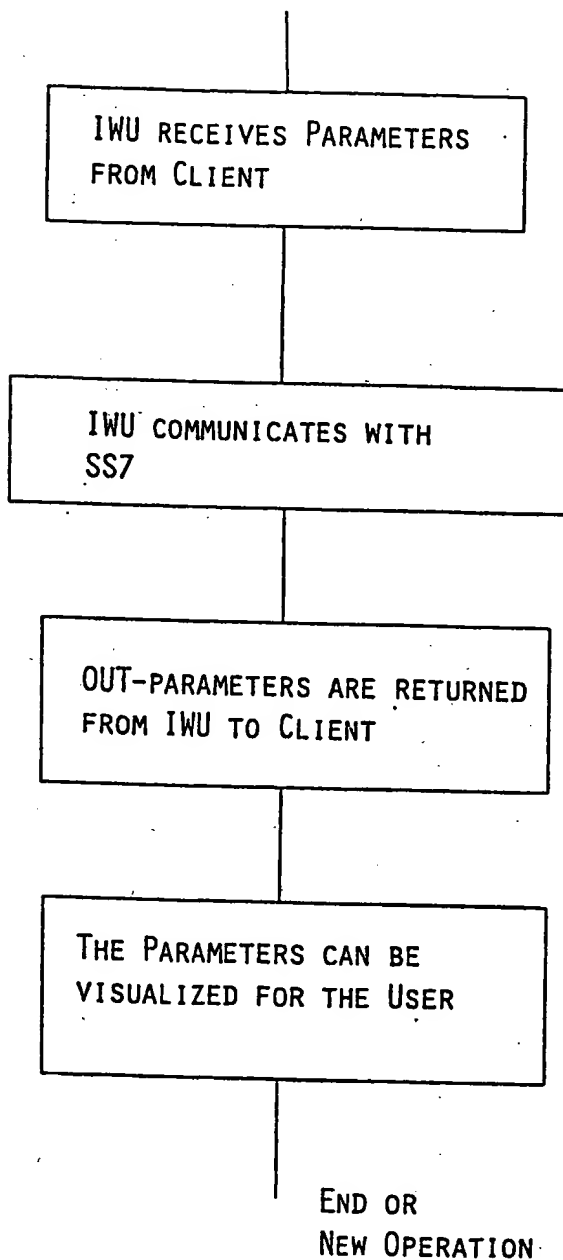 IWU RECEIVES PARAMETERS
FROM CLIENT
IWU COMMUNICATES WITH
SS7
OUT-PARAMETERS ARE RETURNED
FROM IWU TO CLIENT
THE PARAMETERS CAN BE
VISUALIZED FOR THE USER
END OR
NEW OPERATION